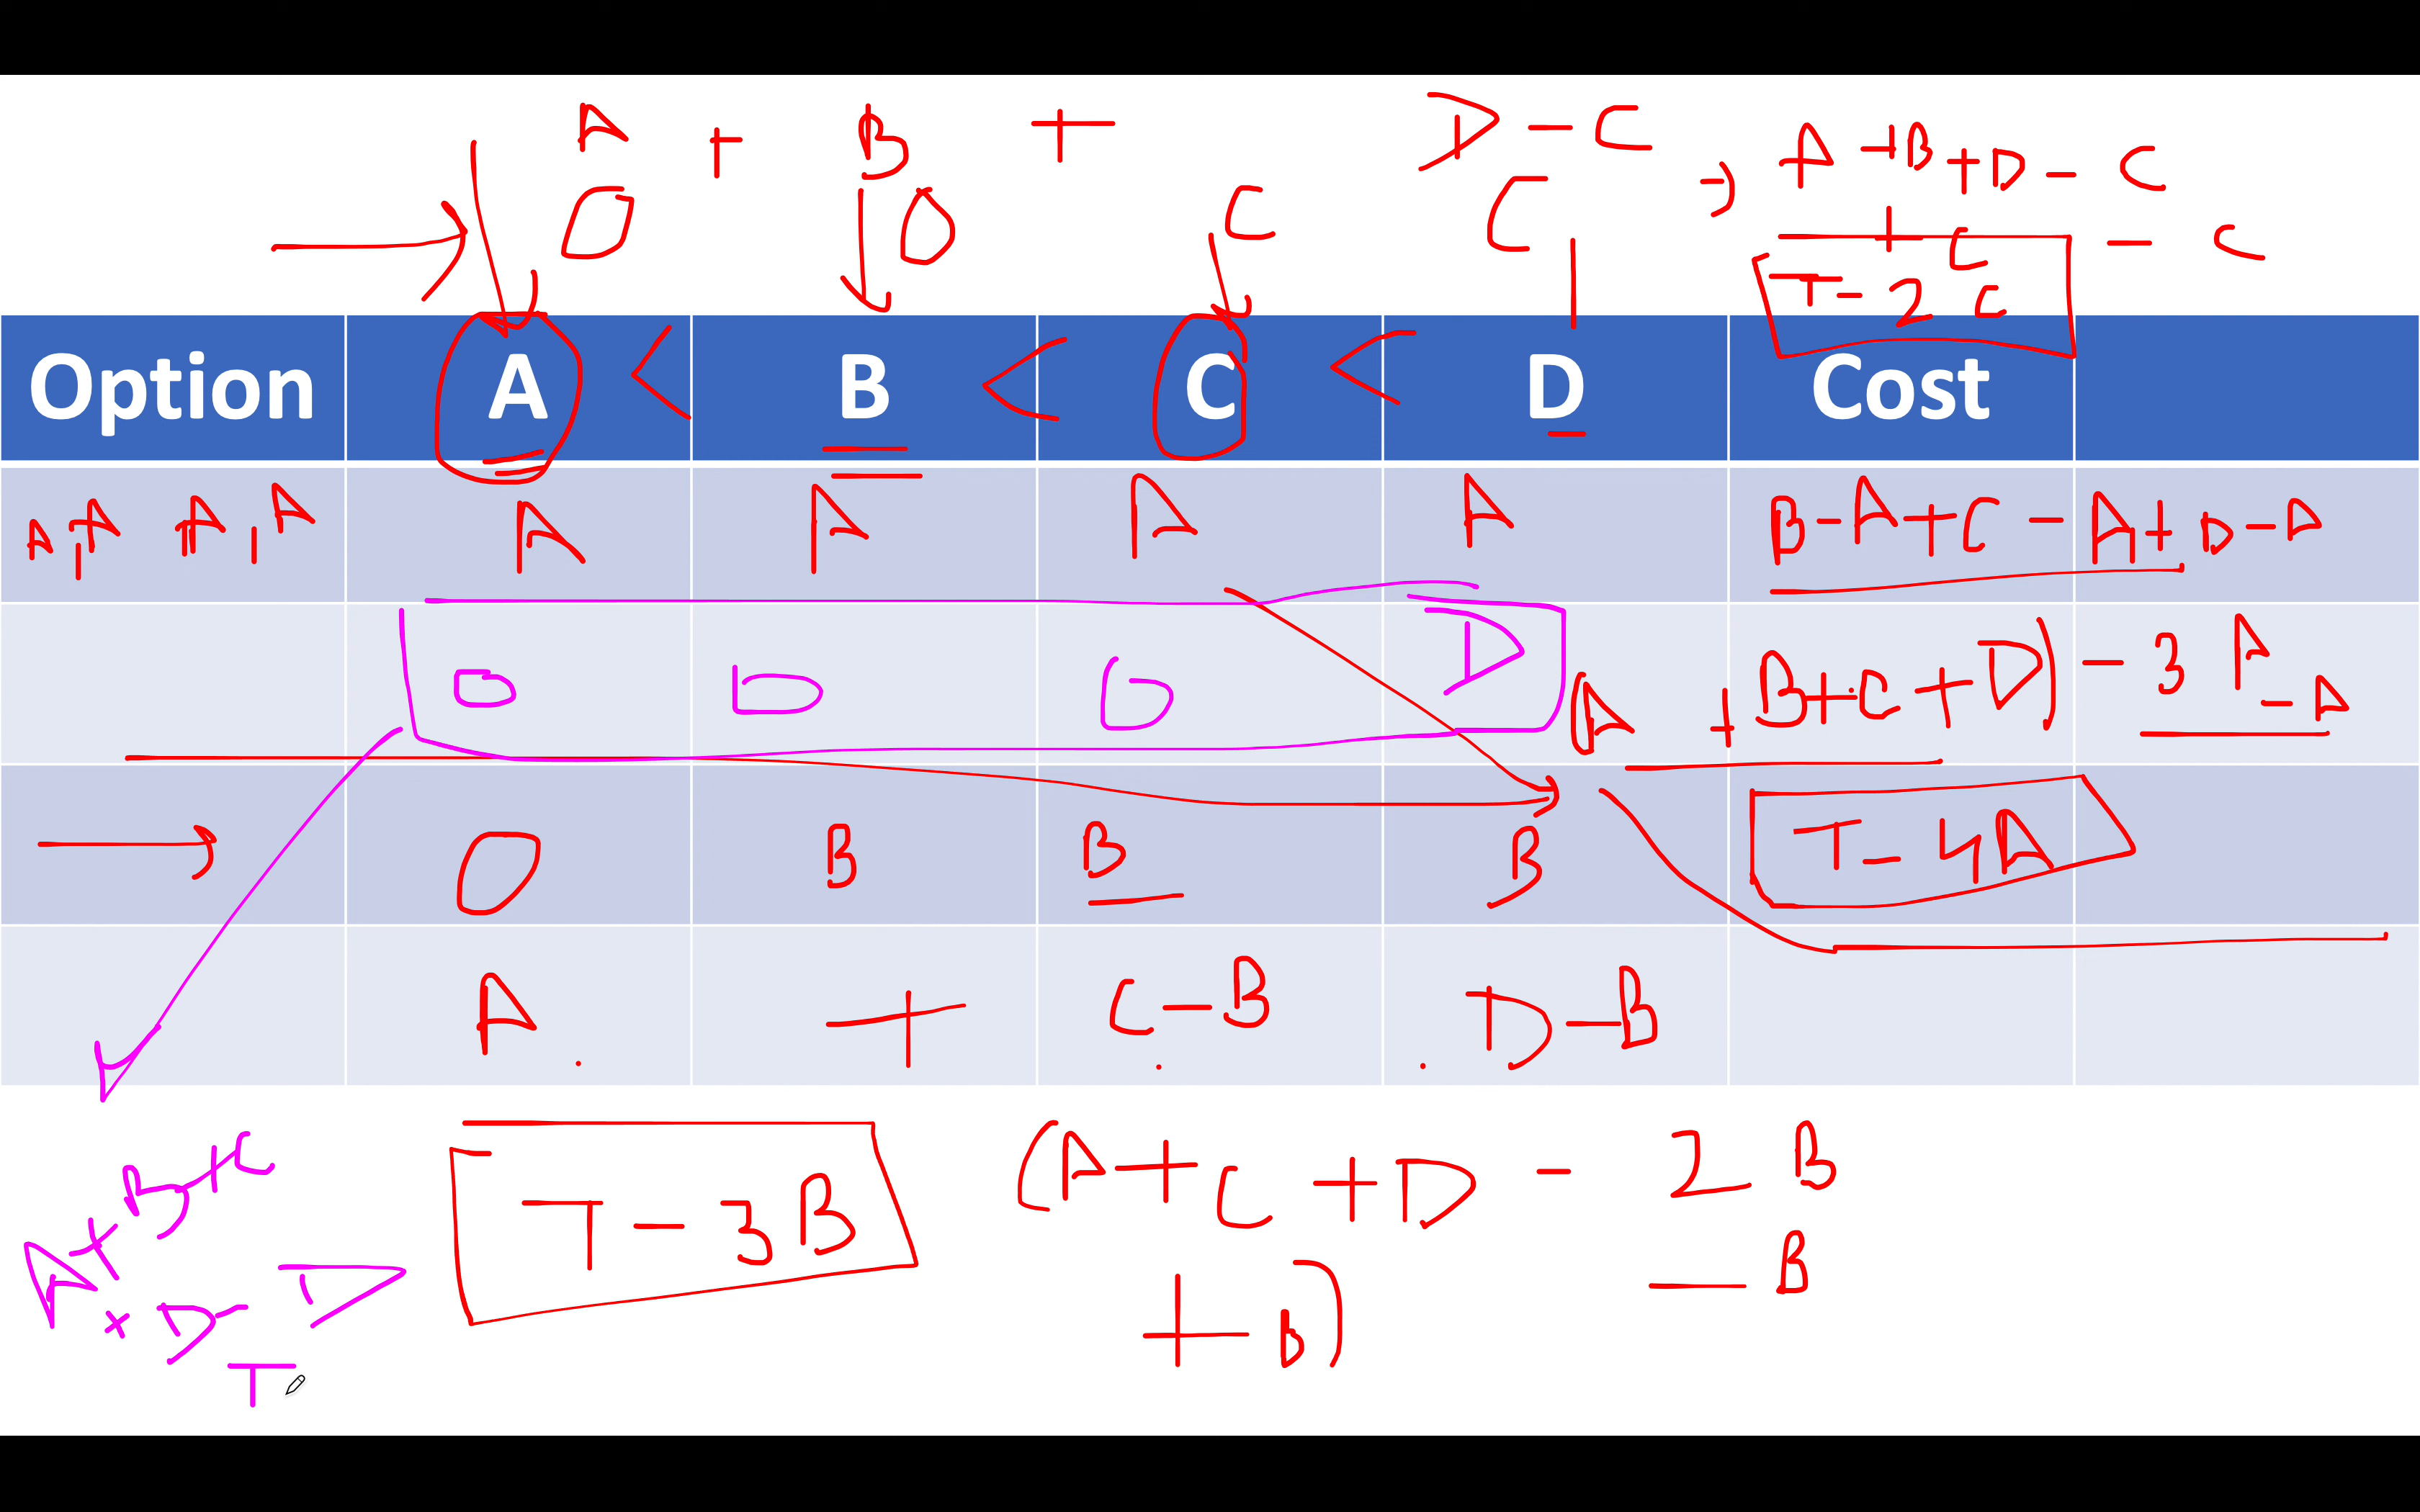 A + B + D - C
0 0 C C
⇒ A + B + D - C
+ C - C
T - 2C
Option A < B < C < D Cost
A, A A, A A A A A B - A + C - A + D - A
0 0 0 D A + B + C + D) - 3A - A
0 B B B T - 4A
A + C - B D - B
T - 3B (A + C + D - 2B
+ B) - B
A + B + C
+ D - D
T